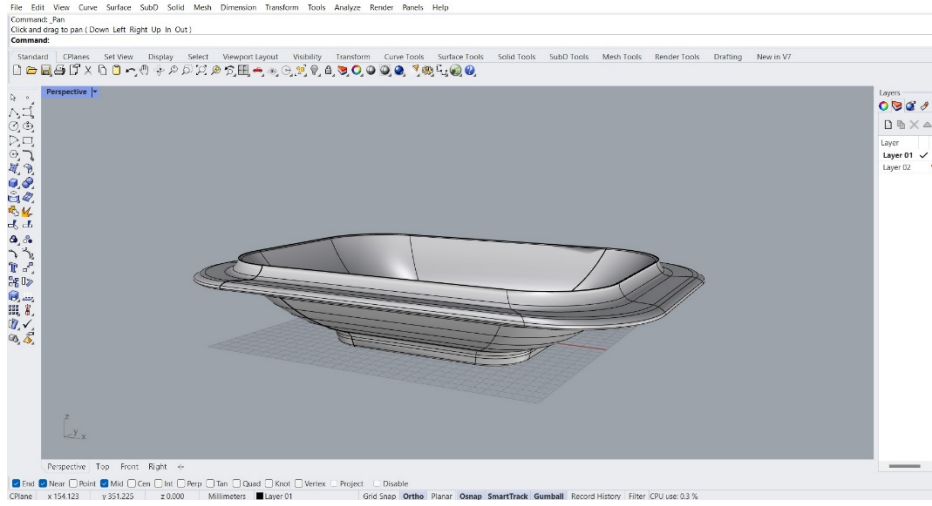 File Edit View Curve Surface SubD Solid Mesh Dimension Transform Tools Analyze Render Panels Help
Command: _Pan
Click and drag to pan ( Down Left Right Up In Out )
Command:
Standard CPlanes Set View Display Select Viewport Layout Visibility Transform Curve Tools Surface Tools Solid Tools SubD Tools Mesh Tools Render Tools Drafting New in V7
Perspective
Layers
Layer
Layer 01
Layer 02
z
y x
Perspective Top Front Right
End Near Point Mid Cen Int Perp Tan Quad Knot Vertex Project Disable
CPlane x 154.123 y 351.225 z 0.000 Millimeters Layer 01 Grid Snap Ortho Planar Osnap SmartTrack Gumball Record History Filter CPU use: 0.3 %